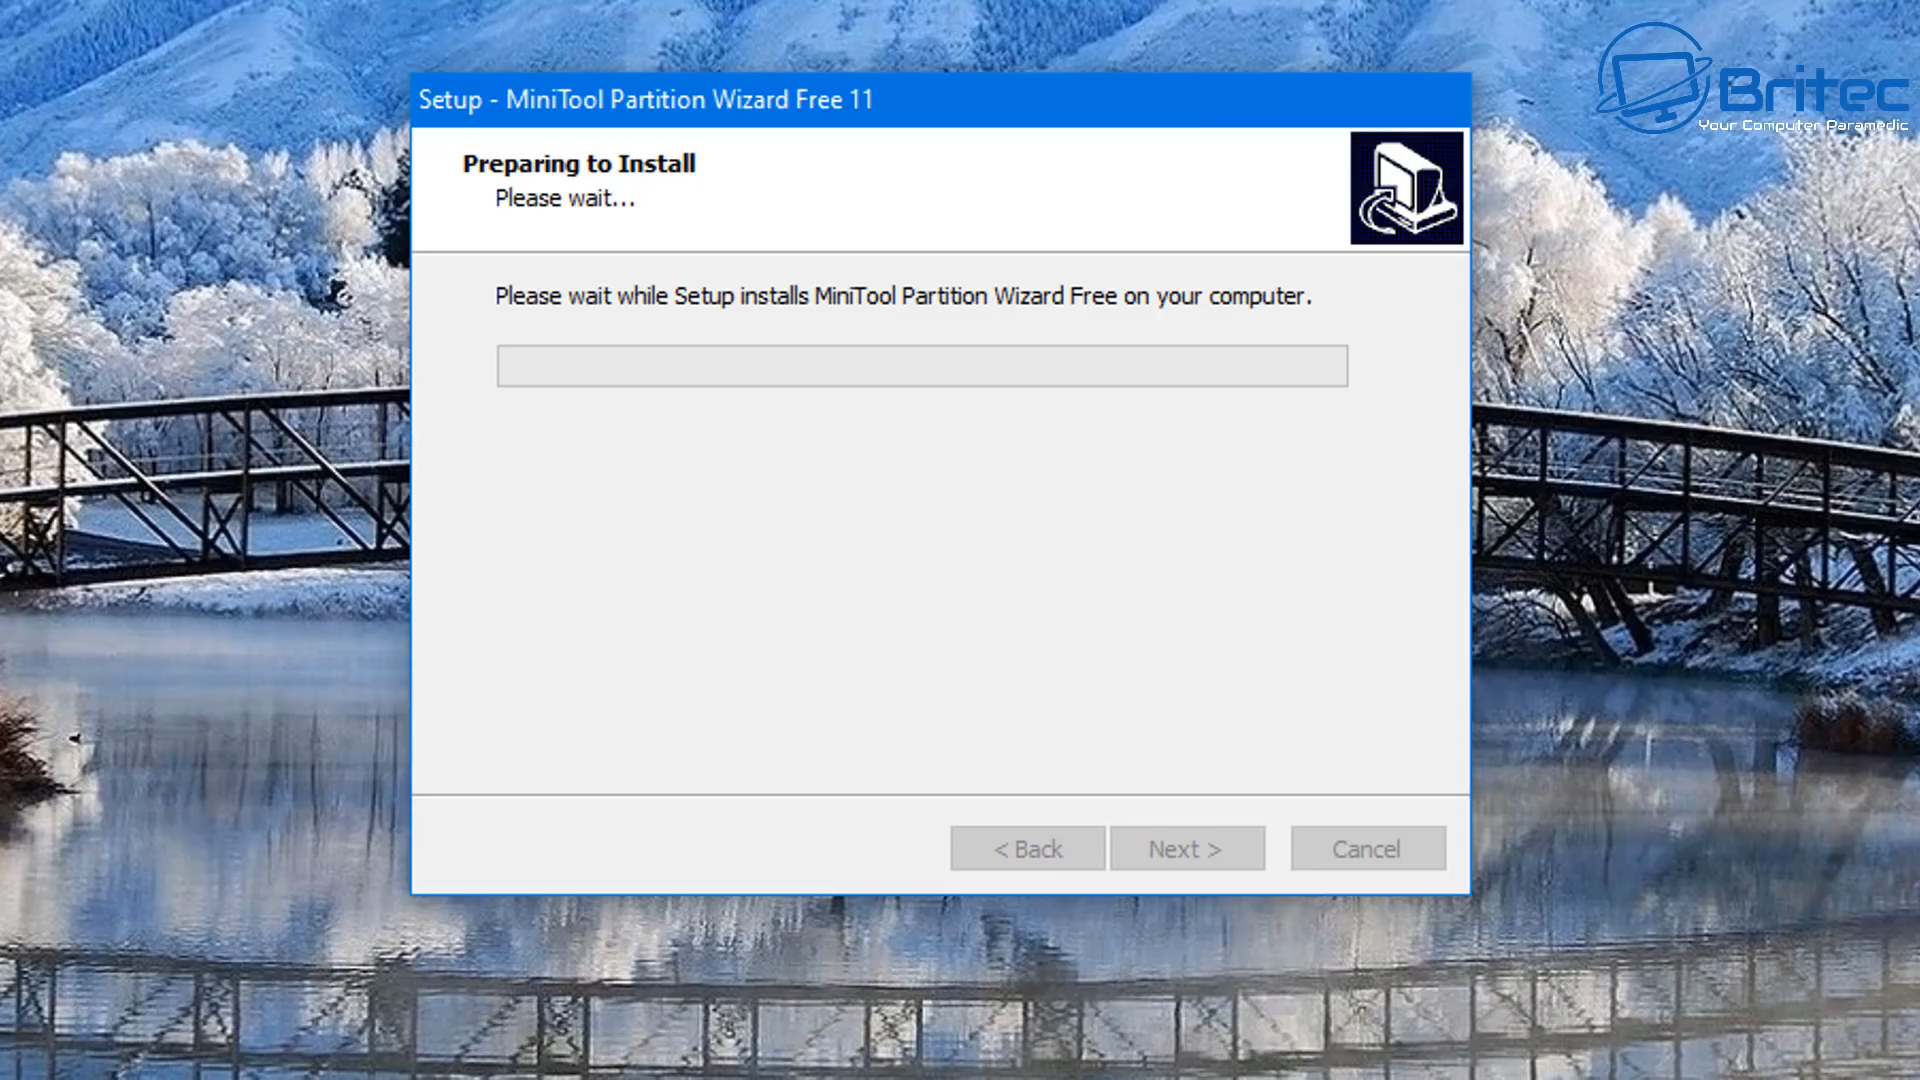 Britec
Your Computer Paramedic
Setup - MiniTool Partition Wizard Free 11
Preparing to Install
Please wait...
Please wait while Setup installs MiniTool Partition Wizard Free on your computer.
< Back
Next >
Cancel